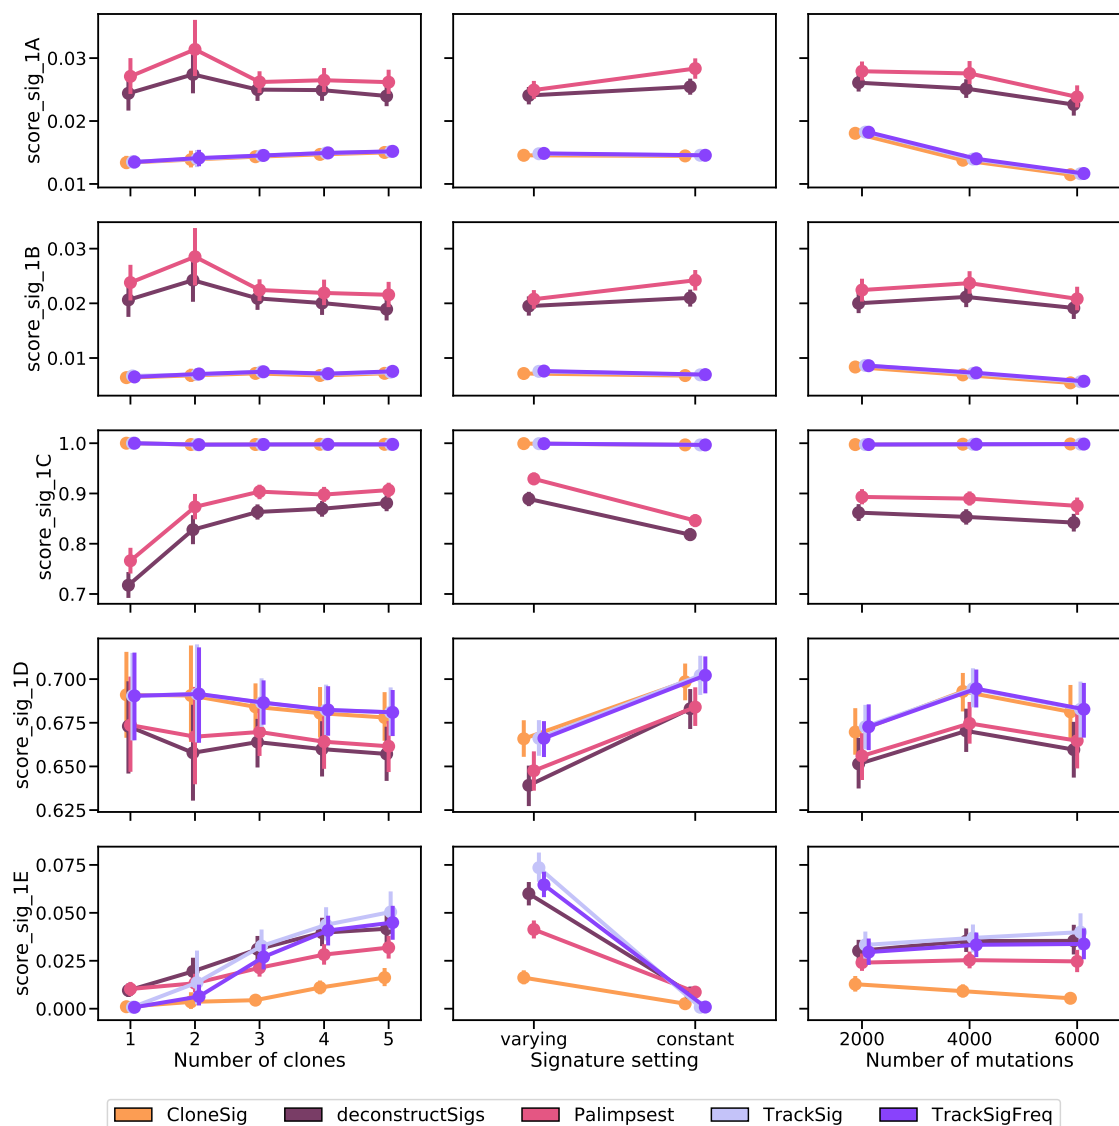 score_sig_1A
0.03
0.02
0.01
score_sig_1B
0.03
0.02
0.01
score_sig_1C
1.0
0.9
0.8
0.7
score_sig_1D
0.700
0.675
0.650
0.625
score_sig_1E
0.075
0.050
0.025
0.000
1 2 3 4 5
Number of clones
varying constant
Signature setting
2000 4000 6000
Number of mutations
CloneSig deconstructSigs Palimpsest TrackSig TrackSigFreq